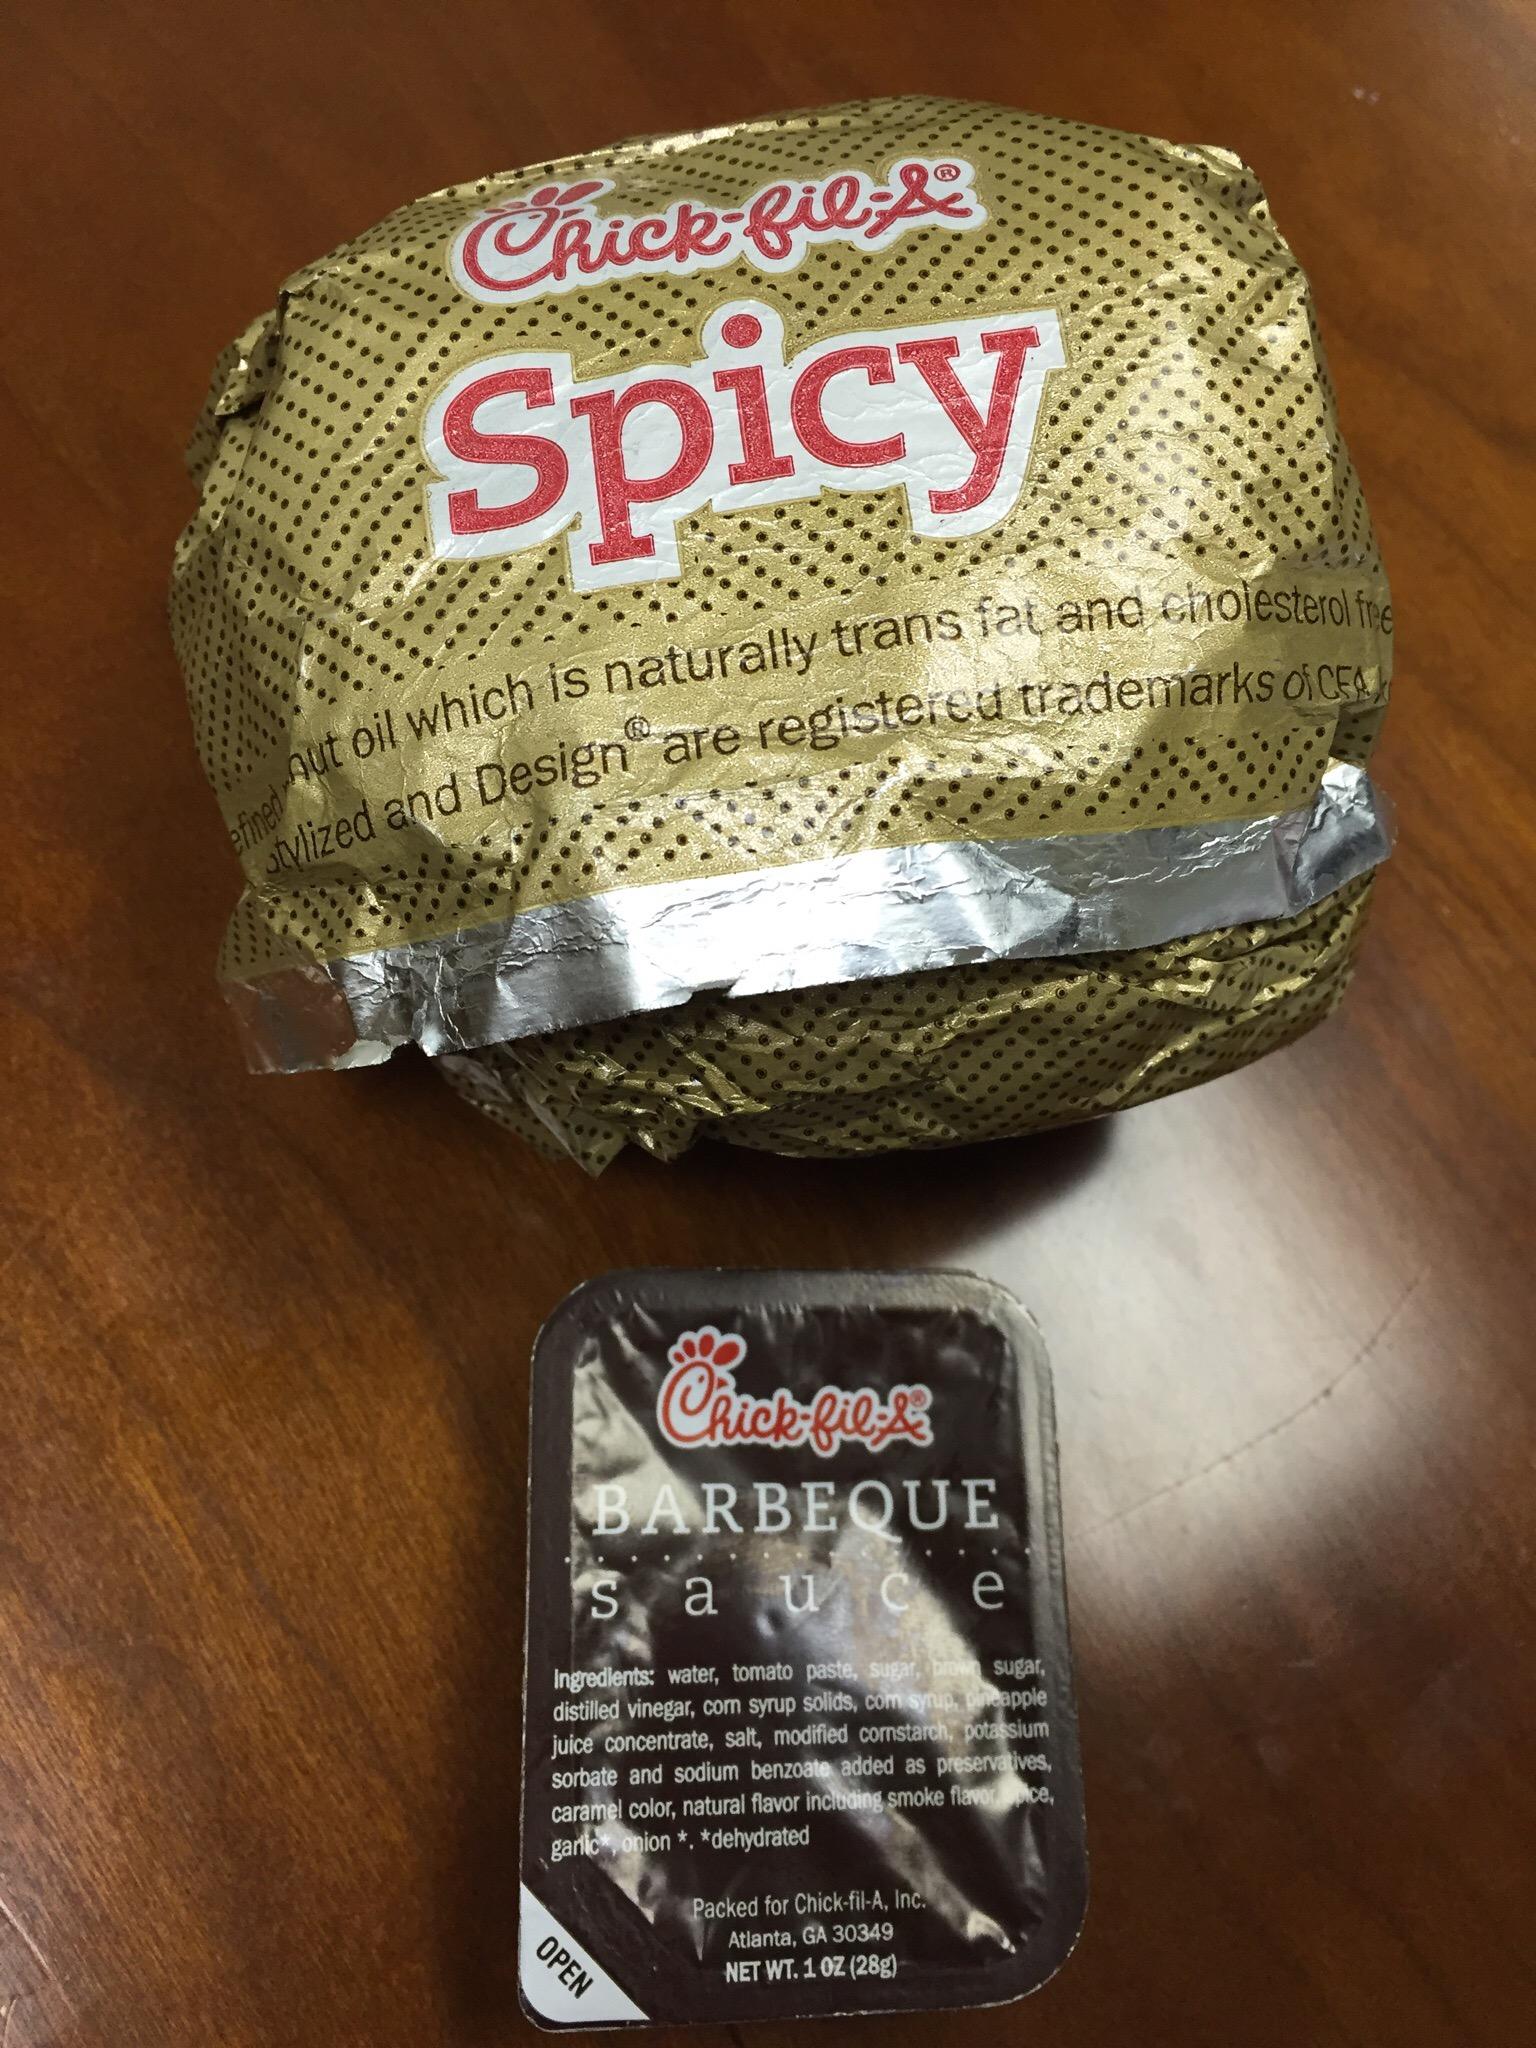 Chick-fil-A®
Spicy
nut oil which is naturally trans fat and cholesterol free
Stylized and Design® are registered trademarks of CFA
Chick-fil-A®
BARBEQUE
sauce
Ingredients: water, tomato paste, sugar, brown sugar,
distilled vinegar, corn syrup solids, corn syrup, pineapple
juice concentrate, salt, modified cornstarch, potassium
sorbate and sodium benzoate added as preservatives,
caramel color, natural flavor including smoke flavor, spice,
garlic*, onion *. *dehydrated
Packed for Chick-fil-A, Inc.
Atlanta, GA 30349
NET WT. 1 OZ (28g)
OPEN